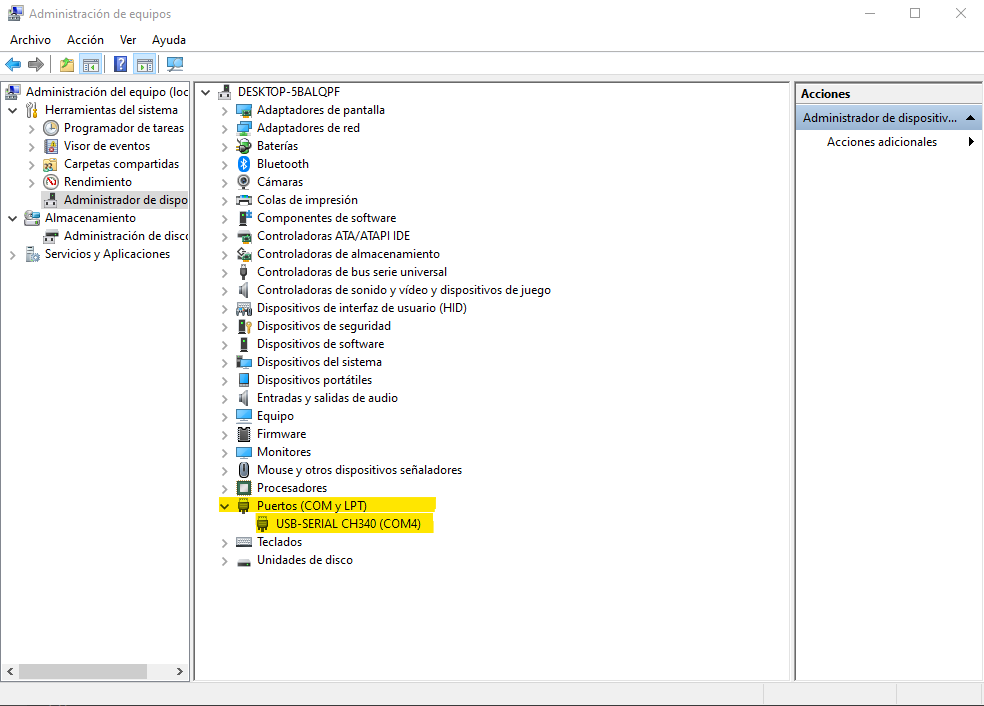 Administración de equipos
Archivo Acción Ver Ayuda
Administración del equipo (loc
Herramientas del sistema
Programador de tareas
Visor de eventos
Carpetas compartidas
Rendimiento
Administrador de dispo
Almacenamiento
Administración de disco
Servicios y Aplicaciones
DESKTOP-5BALQPF
Adaptadores de pantalla
Adaptadores de red
Baterías
Bluetooth
Cámaras
Colas de impresión
Componentes de software
Controladoras ATA/ATAPI IDE
Controladoras de almacenamiento
Controladoras de bus serie universal
Controladoras de sonido y vídeo y dispositivos de juego
Dispositivos de interfaz de usuario (HID)
Dispositivos de seguridad
Dispositivos de software
Dispositivos del sistema
Dispositivos portátiles
Entradas y salidas de audio
Equipo
Firmware
Monitores
Mouse y otros dispositivos señaladores
Procesadores
Puertos (COM y LPT)
USB-SERIAL CH340 (COM4)
Teclados
Unidades de disco
Acciones
Administrador de dispositiv...
Acciones adicionales